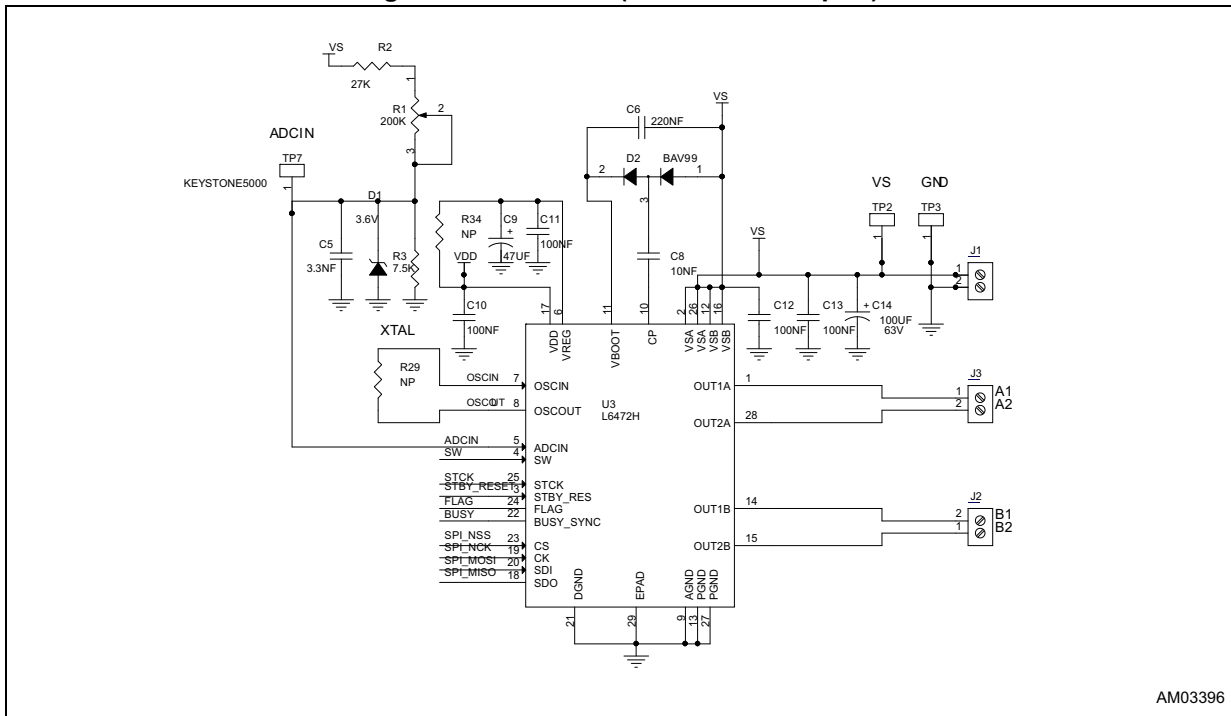 VS
R2
27K
1
R1
200K
2
3
ADCIN
TP7
1
KEYSTONE5000
D1
3.6V
C5
3.3NF
R3
7.5K
R34
NP
C9
+
47UF
C11
100NF
VDD
C10
100NF
C6
220NF
VS
2
D2
BAV99
1
3
C8
10NF
VS
VS
GND
TP2
TP3
1
1
J1
1
2
C12
100NF
C13
100NF
C14
+
100UF
63V
17
6
11
10
2
26
12
16
VDD
VREG
VBOOT
CP
VSA
VSA
VSB
VSB
XTAL
R29
NP
OSCIN
7
OSCIN
OSCOUT
8
OSCOUT
U3
L6472H
ADCIN
5
ADCIN
SW
4
SW
STCK
25
STCK
STBY_RESET
3
STBY_RES
FLAG
24
FLAG
BUSY
22
BUSY_SYNC
SPI_NSS
23
CS
SPI_NCK
19
CK
SPI_MOSI
20
SDI
SPI_MISO
18
SDO
OUT1A
1
OUT2A
28
J3
1
A1
2
A2
OUT1B
14
OUT2B
15
J2
2
B1
1
B2
DGND
EPAD
AGND
PGND
PGND
21
29
9
13
27
AM03396